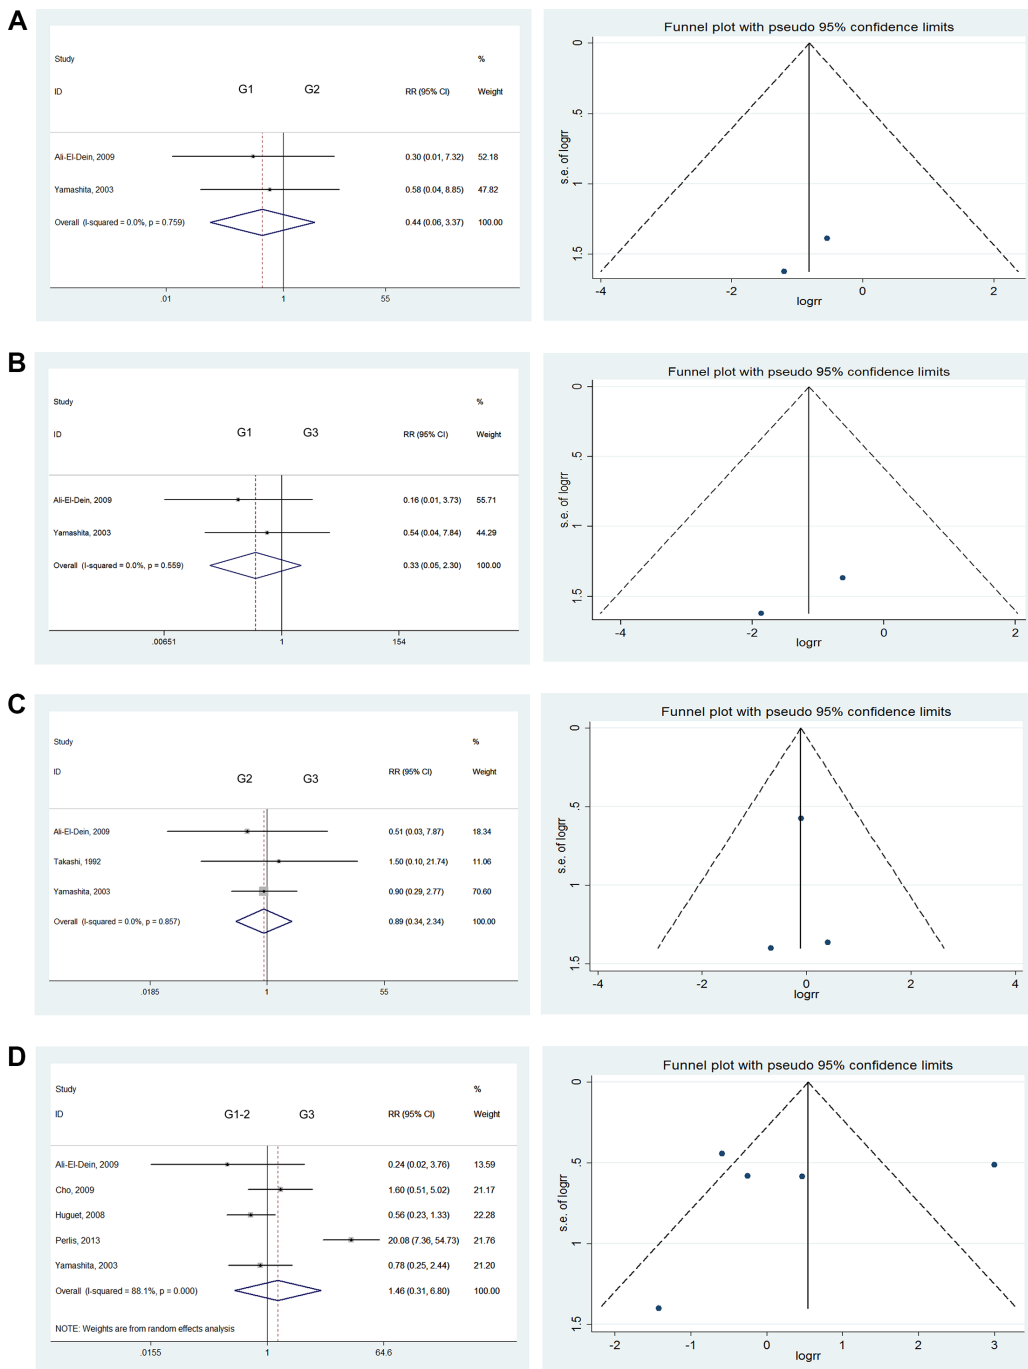 A
Study %
ID G1 G2 RR (95% CI) Weight
Ali-El-Dein, 2009 0.30 (0.01, 7.32) 52.18
Yamashita, 2003 0.58 (0.04, 8.85) 47.82
Overall (I-squared = 0.0%, p = 0.759) 0.44 (0.06, 3.37) 100.00
.01 1 55
Funnel plot with pseudo 95% confidence limits
s.e. of logrr
0
.5
1
1.5
-4 -2 0 2
logrr
B
Study %
ID G1 G3 RR (95% CI) Weight
Ali-El-Dein, 2009 0.16 (0.01, 3.73) 55.71
Yamashita, 2003 0.54 (0.04, 7.84) 44.29
Overall (I-squared = 0.0%, p = 0.559) 0.33 (0.05, 2.30) 100.00
.00651 1 154
Funnel plot with pseudo 95% confidence limits
s.e. of logrr
0
.5
1
1.5
-4 -2 0 2
logrr
C
Study %
ID G2 G3 RR (95% CI) Weight
Ali-El-Dein, 2009 0.51 (0.03, 7.87) 18.34
Takashi, 1992 1.50 (0.10, 21.74) 11.06
Yamashita, 2003 0.90 (0.29, 2.77) 70.60
Overall (I-squared = 0.0%, p = 0.857) 0.89 (0.34, 2.34) 100.00
.0185 1 55
Funnel plot with pseudo 95% confidence limits
s.e. of logrr
0
.5
1
1.5
-4 -2 0 2 4
logrr
D
Study %
ID G1-2 G3 RR (95% CI) Weight
Ali-El-Dein, 2009 0.24 (0.02, 3.76) 13.59
Cho, 2009 1.60 (0.51, 5.02) 21.17
Huguet, 2008 0.56 (0.23, 1.33) 22.28
Perlis, 2013 20.08 (7.36, 54.73) 21.76
Yamashita, 2003 0.78 (0.25, 2.44) 21.20
Overall (I-squared = 88.1%, p = 0.000) 1.46 (0.31, 6.80) 100.00
NOTE: Weights are from random effects analysis
.0155 1 64.6
Funnel plot with pseudo 95% confidence limits
s.e. of logrr
0
.5
1
1.5
-2 -1 0 1 2 3
logrr